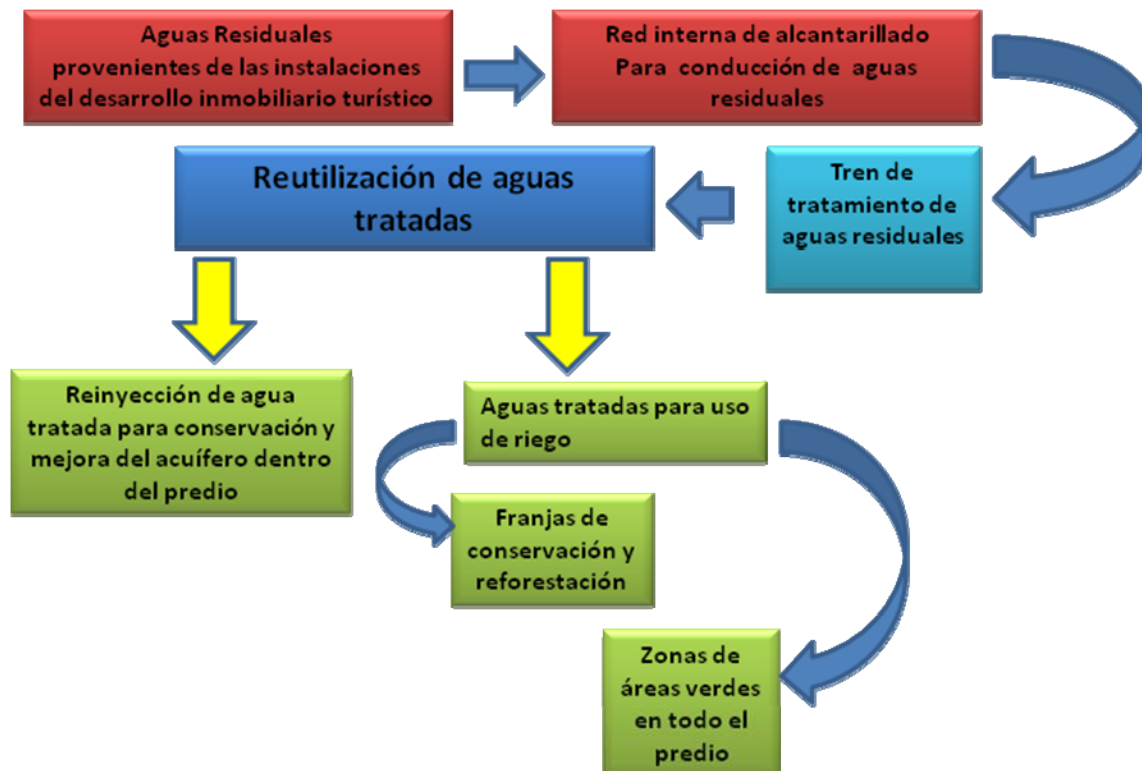 Aguas Residuales
provenientes de las instalaciones
del desarrollo inmobiliario turístico
Red interna de alcantarillado
Para conducción de aguas
residuales
Tren de
tratamiento de
aguas residuales
Reutilización de aguas
tratadas
Reinyección de agua
tratada para conservación y
mejora del acuífero dentro
del predio
Aguas tratadas para uso
de riego
Franjas de
conservación y
reforestación
Zonas de
áreas verdes
en todo el
predio